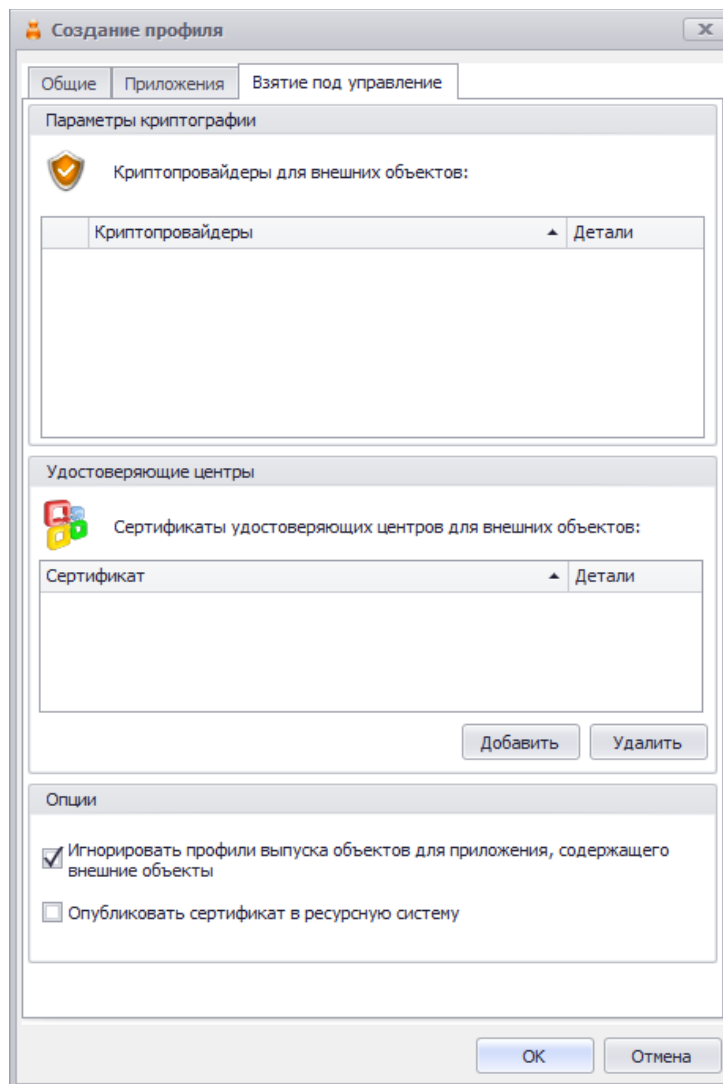 Создание профиля
Общие Приложения Взятие под управление
Параметры криптографии
Криптопровайдеры для внешних объектов:
Криптопровайдеры Детали
Удостоверяющие центры
Сертификаты удостоверяющих центров для внешних объектов:
Сертификат Детали
Добавить Удалить
Опции
Игнорировать профили выпуска объектов для приложения, содержащего
внешние объекты
Опубликовать сертификат в ресурсную систему
ОК Отмена